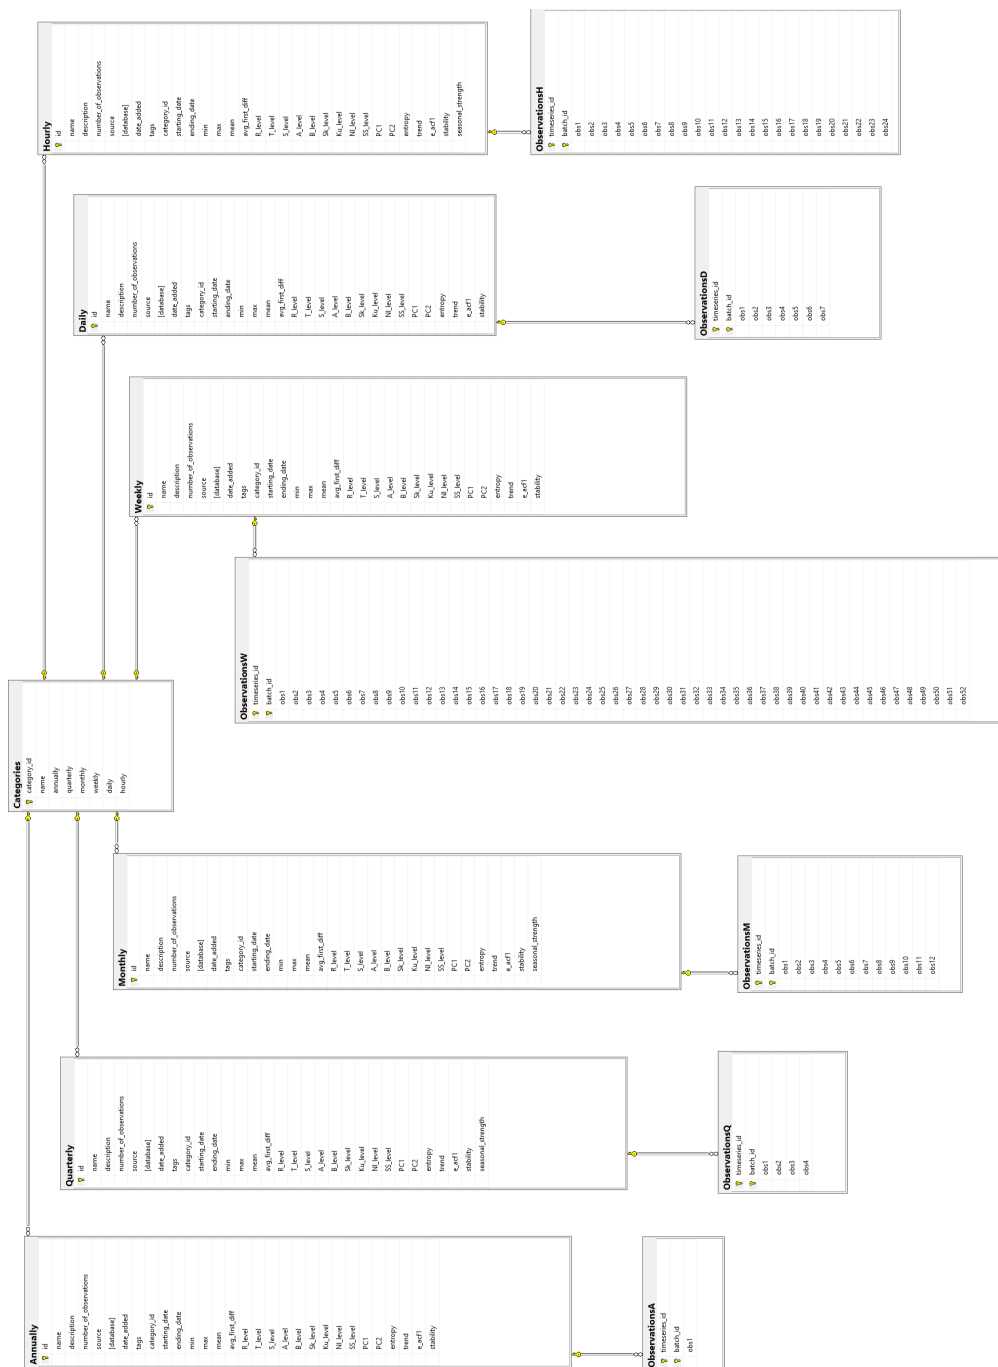 Hourly
id
name
description
number_of_observations
source
[database]
date_added
tags
category_id
starting_date
ending_date
min
max
mean
avg_first_diff
R_level
T_level
S_level
A_level
B_level
Sk_level
Ku_level
NI_level
SS_level
PC1
PC2
entropy
trend
e_acf1
stability
seasonal_strength
ObservationsH
timeseries_id
batch_id
obs1
obs2
obs3
obs4
obs5
obs6
obs7
obs8
obs9
obs10
obs11
obs12
obs13
obs14
obs15
obs16
obs17
obs18
obs19
obs20
obs21
obs22
obs23
obs24
Daily
id
name
description
number_of_observations
source
[database]
date_added
tags
category_id
starting_date
ending_date
min
max
mean
avg_first_diff
R_level
T_level
S_level
A_level
B_level
Sk_level
Ku_level
NI_level
SS_level
PC1
PC2
entropy
trend
e_acf1
stability
ObservationsD
timeseries_id
batch_id
obs1
obs2
obs3
obs4
obs5
obs6
obs7
Weekly
id
name
description
number_of_observations
source
[database]
date_added
tags
category_id
starting_date
ending_date
min
max
mean
avg_first_diff
R_level
T_level
S_level
A_level
B_level
Sk_level
Ku_level
NI_level
SS_level
PC1
PC2
entropy
trend
e_acf1
stability
ObservationsW
timeseries_id
batch_id
obs1
obs2
obs3
obs4
obs5
obs6
obs7
obs8
obs9
obs10
obs11
obs12
obs13
obs14
obs15
obs16
obs17
obs18
obs19
obs20
obs21
obs22
obs23
obs24
obs25
obs26
obs27
obs28
obs29
obs30
obs31
obs32
obs33
obs34
obs35
obs36
obs37
obs38
obs39
obs40
obs41
obs42
obs43
obs44
obs45
obs46
obs47
obs48
obs49
obs50
obs51
obs52
Categories
category_id
name
annually
quarterly
monthly
weekly
daily
hourly
Monthly
id
name
description
number_of_observations
source
[database]
date_added
tags
category_id
starting_date
ending_date
min
max
mean
avg_first_diff
R_level
T_level
S_level
A_level
B_level
Sk_level
Ku_level
NI_level
SS_level
PC1
PC2
entropy
trend
e_acf1
stability
seasonal_strength
ObservationsM
timeseries_id
batch_id
obs1
obs2
obs3
obs4
obs5
obs6
obs7
obs8
obs9
obs10
obs11
obs12
Quarterly
id
name
description
number_of_observations
source
[database]
date_added
tags
category_id
starting_date
ending_date
min
max
mean
avg_first_diff
R_level
T_level
S_level
A_level
B_level
Sk_level
Ku_level
NI_level
SS_level
PC1
PC2
entropy
trend
e_acf1
stability
seasonal_strength
ObservationsQ
timeseries_id
batch_id
obs1
obs2
obs3
obs4
Annually
id
name
description
number_of_observations
source
[database]
date_added
tags
category_id
starting_date
ending_date
min
max
mean
avg_first_diff
R_level
T_level
S_level
A_level
B_level
Sk_level
Ku_level
NI_level
SS_level
PC1
PC2
entropy
trend
e_acf1
stability
ObservationsA
timeseries_id
batch_id
obs1